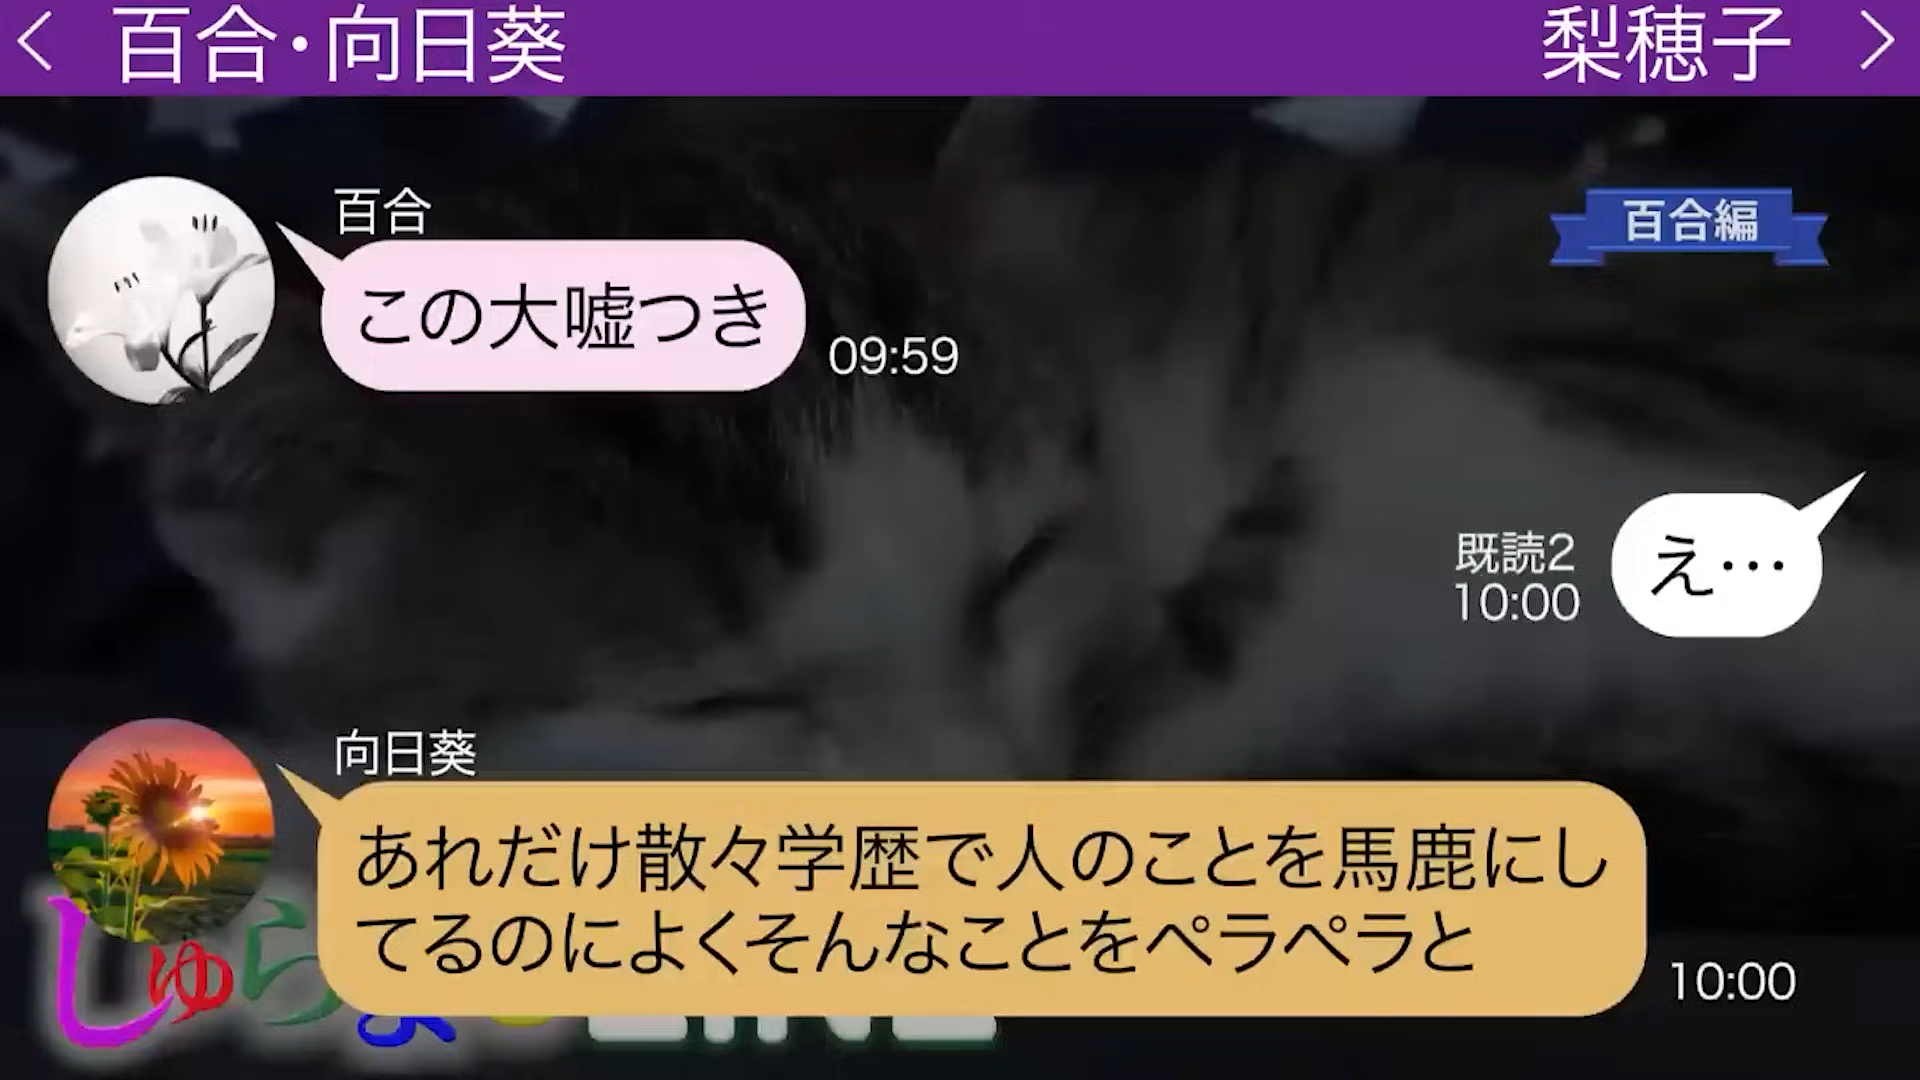 百合・向日葵
梨穂子
百合編
百合
この大嘘つき
09:59
え…
既読2
10:00
向日葵
あれだけ散々学歴で人のことを馬鹿にし
てるのによくそんなことをペラペラと
10:00
しゅら